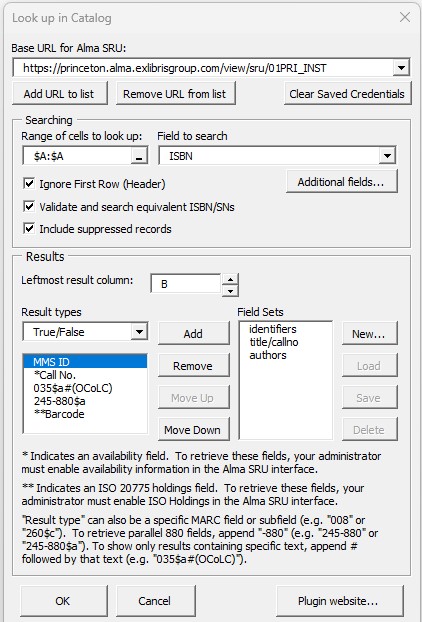 Look up in Catalog
Base URL for Alma SRU:
https://princeton.alma.exlibrisgroup.com/view/sru/01PRI_INST
Add URL to list
Remove URL from list
Clear Saved Credentials
Searching
Range of cells to look up:
Field to search
$A:$A
ISBN
Ignore First Row (Header)
Additional fields...
Validate and search equivalent ISBN/SNs
Include suppressed records
Results
Leftmost result column:
B
Result types
Field Sets
True/False
Add
identifiers
title/callno
authors
New...
MMS ID
*Call No.
035$a#(OCoLC)
245-880$a
**Barcode
Remove
Load
Move Up
Save
Move Down
Delete
* Indicates an availability field. To retrieve these fields, your administrator
must enable availability information in the Alma SRU interface.
** Indicates an ISO 20775 holdings field. To retrieve these fields, your
administrator must enable ISO Holdings in the Alma SRU interface.
"Result type" can also be a specific MARC field or subfield (e.g. "008" or
"260$c"). To retrieve parallel 880 fields, append "-880" (e.g. "245-880" or
"245-880$a"). To show only results containing specific text, append #
followed by that text (e.g. "035$a#(OCoLC)").
OK
Cancel
Plugin website...